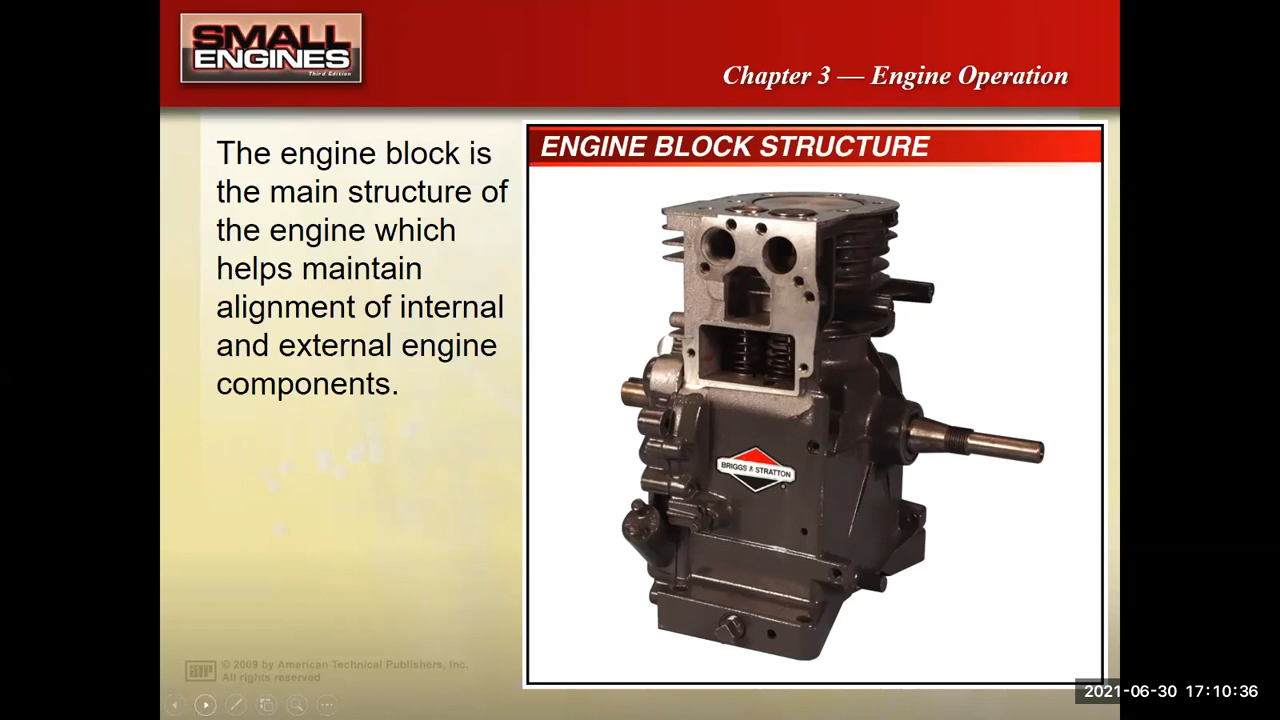 SMALL
ENGINES
Third Edition
Chapter 3 — Engine Operation
The engine block is
the main structure of
the engine which
helps maintain
alignment of internal
and external engine
components.
ENGINE BLOCK STRUCTURE
BRIGGS & STRATTON
© 2009 by American Technical Publishers, Inc.
All rights reserved
2021-06-30 17:10:36